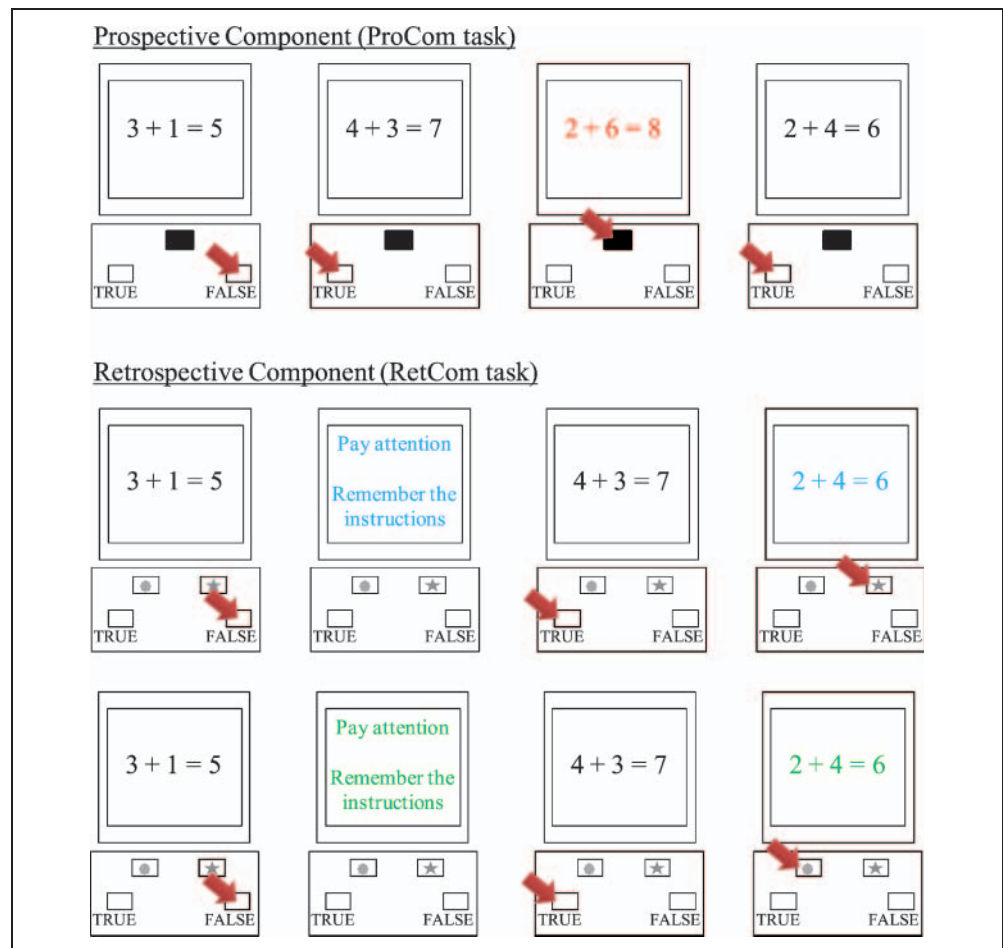 Prospective Component (ProCom task)
3 + 1 = 5
4 + 3 = 7
2 + 6 = 8
2 + 4 = 6
TRUE FALSE
TRUE FALSE
TRUE FALSE
TRUE FALSE
Retrospective Component (RetCom task)
3 + 1 = 5
Pay attention
Remember the
instructions
4 + 3 = 7
2 + 4 = 6
TRUE FALSE
TRUE FALSE
TRUE FALSE
TRUE FALSE
3 + 1 = 5
Pay attention
Remember the
instructions
4 + 3 = 7
2 + 4 = 6
TRUE FALSE
TRUE FALSE
TRUE FALSE
TRUE FALSE